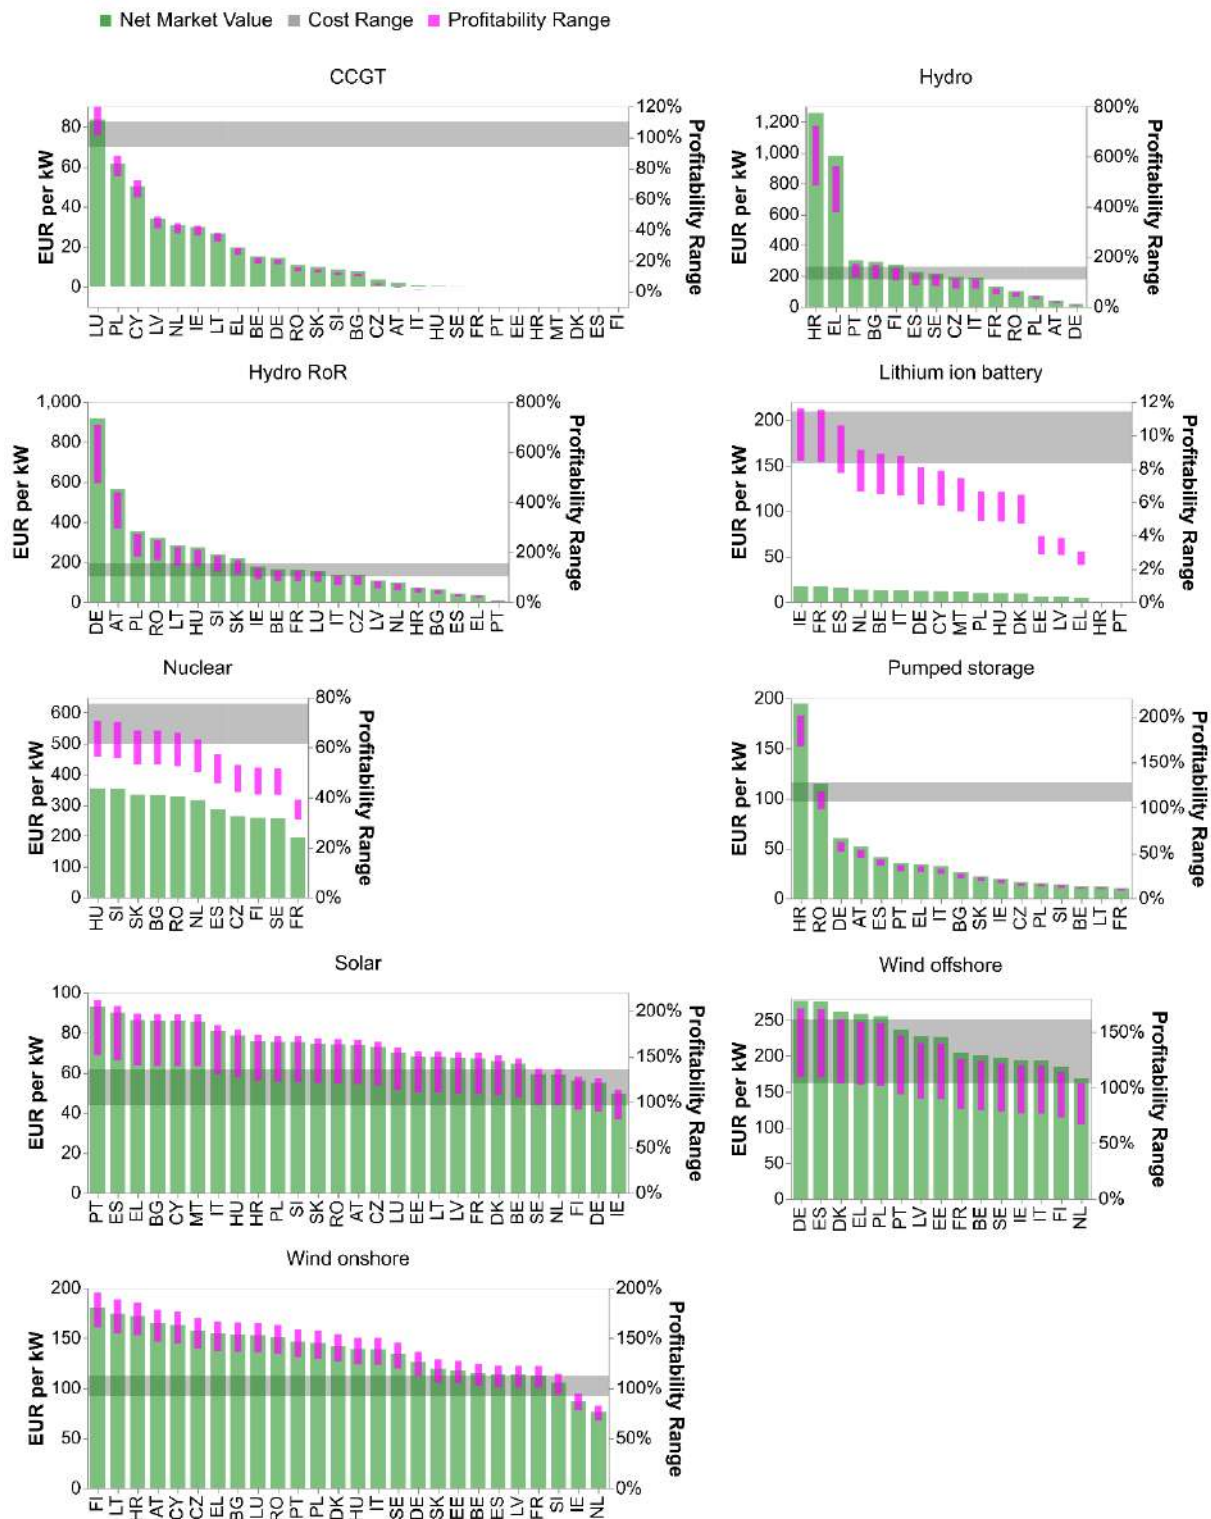 Net Market Value Cost Range Profitability Range
CCGT
EUR per kW
80
60
40
20
0
120%
100%
80%
60%
40%
20%
0%
Profitability Range
LU PL CY LV NL IE LT EL BE DE RO SK SI BG CZ AT IT HU SE FR PT EE HR MT DK ES FI
Hydro
EUR per kW
1,200
1,000
800
600
400
200
0
800%
600%
400%
200%
0%
Profitability Range
HR EL PT BG FI ES SE CZ IT FR RO PL AT DE
Hydro RoR
EUR per kW
1,000
800
600
400
200
0
800%
600%
400%
200%
0%
Profitability Range
DE AT PL RO LT HU SI SK IE BE FR LU IT CZ LV NL HR BG ES EL PT
Lithium ion battery
EUR per kW
200
150
100
50
0
12%
10%
8%
6%
4%
2%
0%
Profitability Range
IE FR ES NL BE IT DE CY MT PL HU DK EE LV EL HR PT
Nuclear
EUR per kW
600
500
400
300
200
100
0
80%
60%
40%
20%
0%
Profitability Range
HU SI SK BG RO NL ES CZ FI SE FR
Pumped storage
EUR per kW
200
150
100
50
0
200%
150%
100%
50%
0%
Profitability Range
HR RO DE AT ES PT EL IT BG SK IE CZ PL SI BE LT FR
Solar
EUR per kW
100
80
60
40
20
0
200%
150%
100%
50%
0%
Profitability Range
PT ES EL BG CY MT IT HU HR PL SI SK RO AT CZ LU EE LT LV FR DK BE SE NL FI DE IE
Wind offshore
EUR per kW
250
200
150
100
50
0
150%
100%
50%
0%
Profitability Range
DE ES DK EL PL PT LV EE FR BE SE IE IT FI NL
Wind onshore
EUR per kW
200
150
100
50
0
200%
150%
100%
50%
0%
Profitability Range
FI LT HR AT CY CZ EL BG LU RO PT PL DK HU IT SE DE SK EE BE ES LV FR SI IE NL